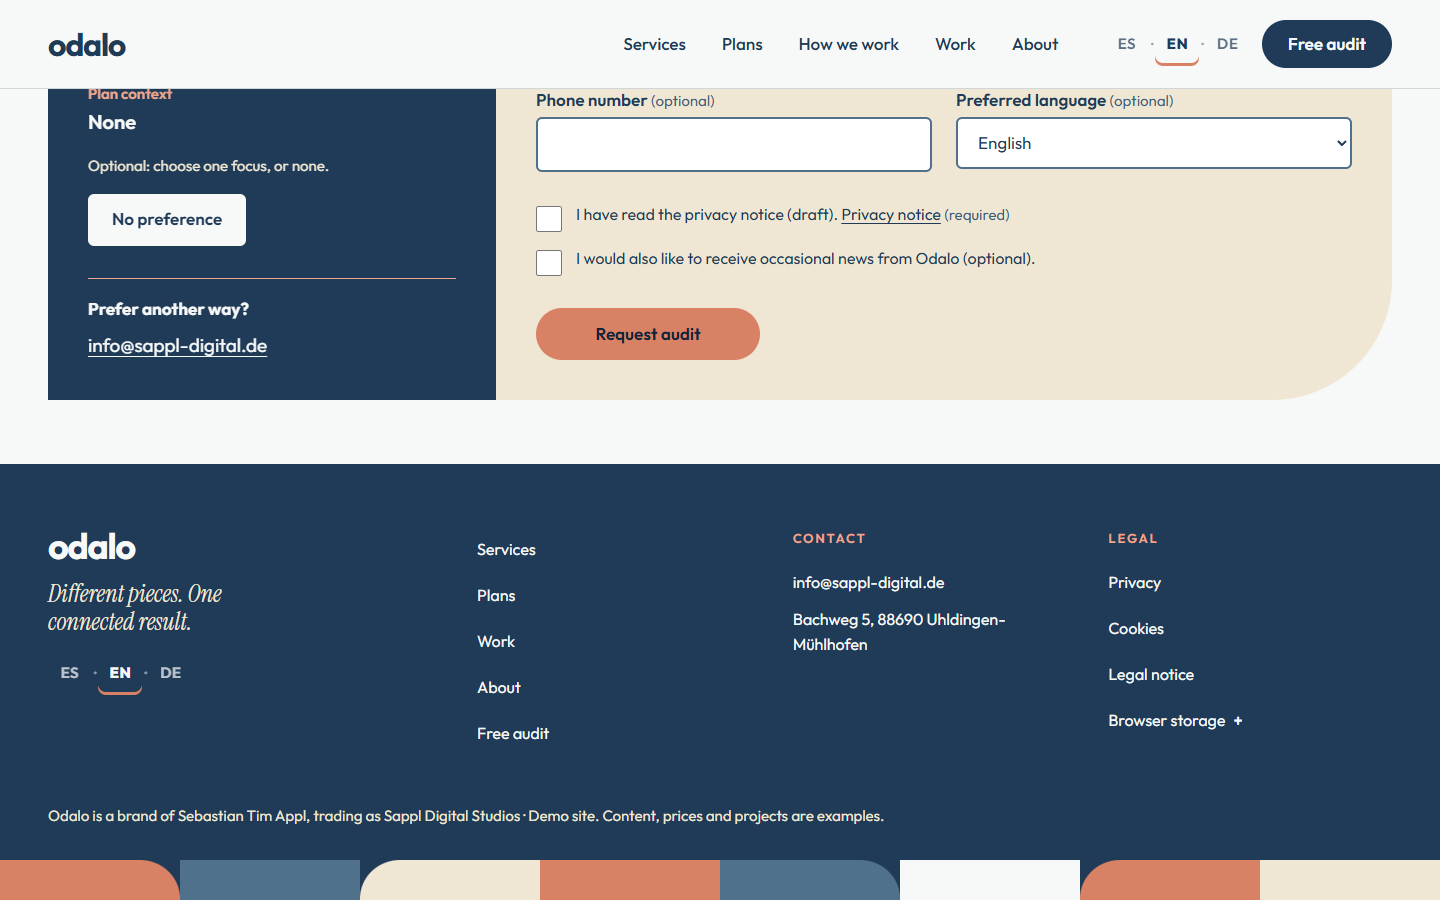 odalo
Services
Plans
How we work
Work
About
ES · EN · DE
Free audit
Plan context
None
Optional: choose one focus, or none.
No preference
Prefer another way?
info@sappl-digital.de
Phone number (optional)
Preferred language (optional)
English
I have read the privacy notice (draft). Privacy notice (required)
I would also like to receive occasional news from Odalo (optional).
Request audit
odalo
Different pieces. One
connected result.
ES · EN · DE
Services
Plans
Work
About
Free audit
CONTACT
info@sappl-digital.de
Bachweg 5, 88690 Uhldingen-
Mühlhofen
LEGAL
Privacy
Cookies
Legal notice
Browser storage +
Odalo is a brand of Sebastian Tim Appl, trading as Sappl Digital Studios · Demo site. Content, prices and projects are examples.